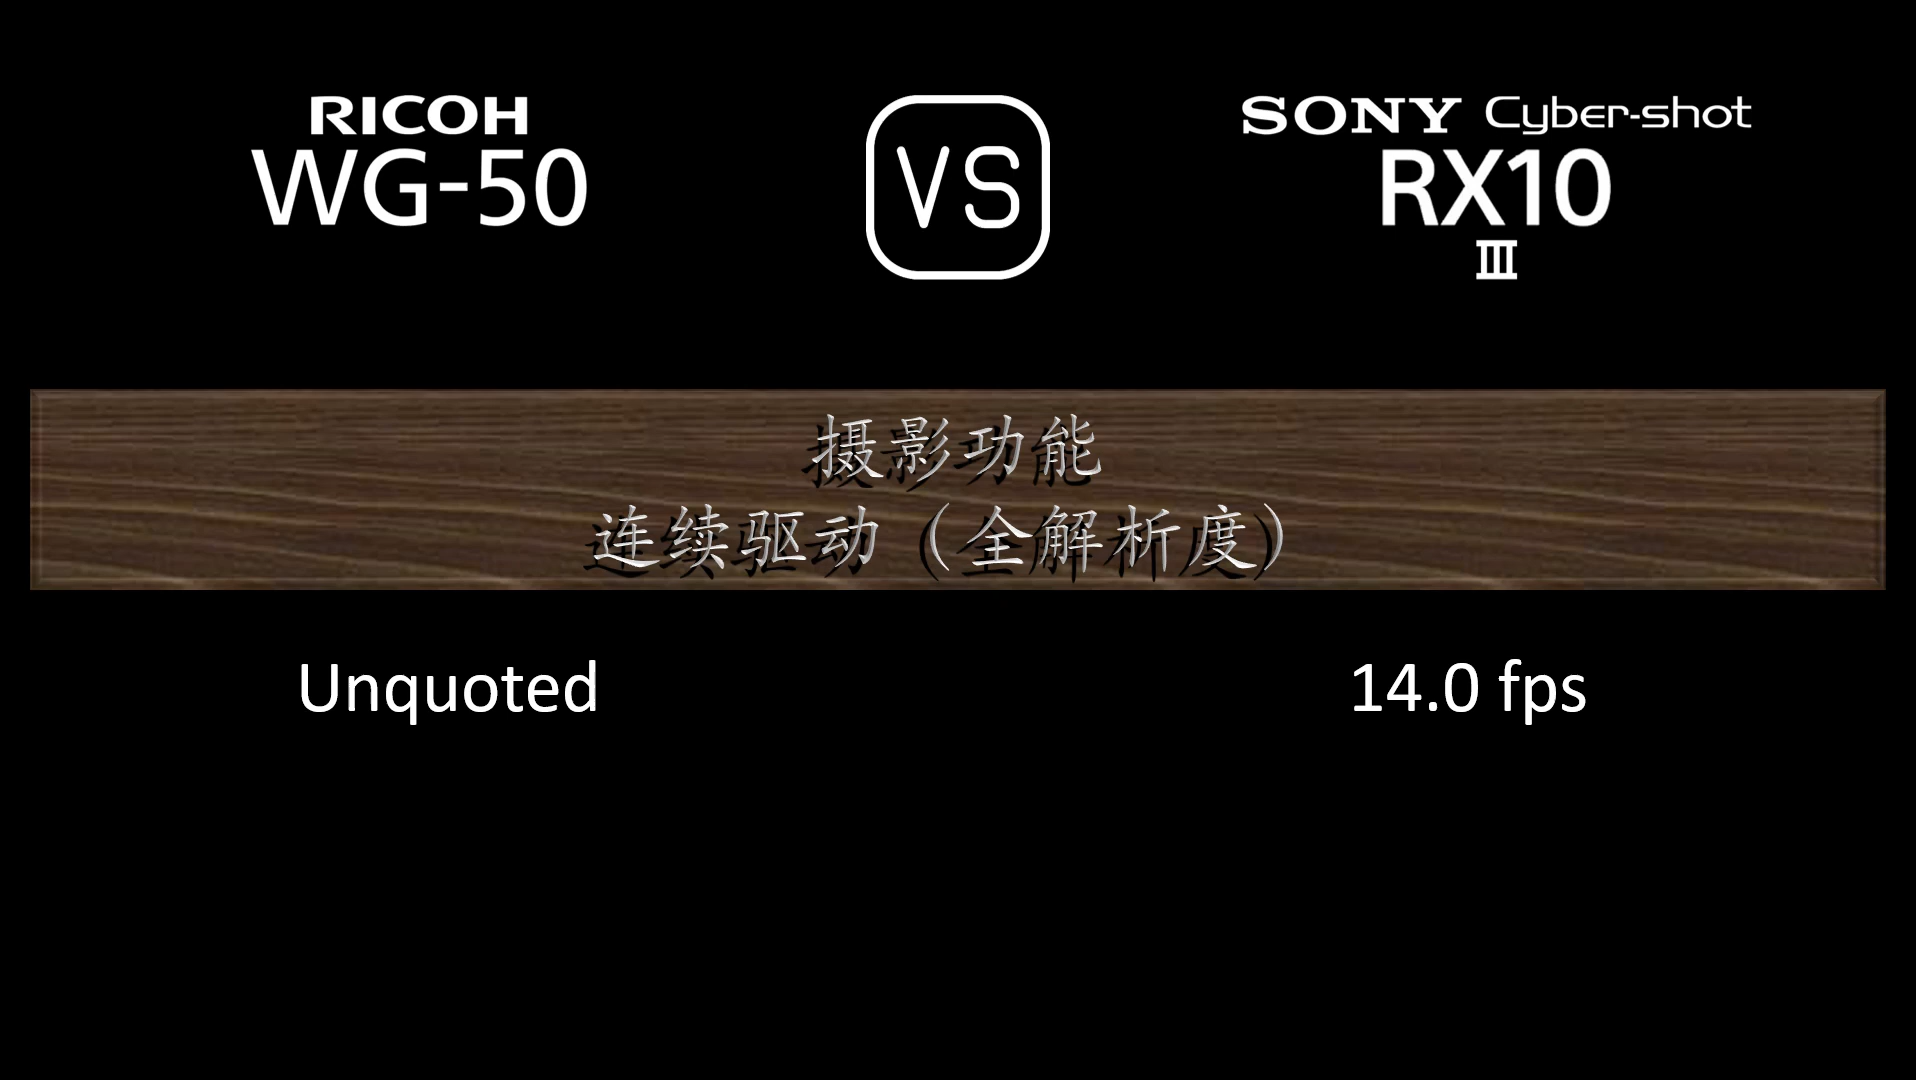 RICOH
WG-50
VS
SONY Cyber-shot
RX10
III
摄影功能
连续驱动（全解析度）
Unquoted
14.0 fps